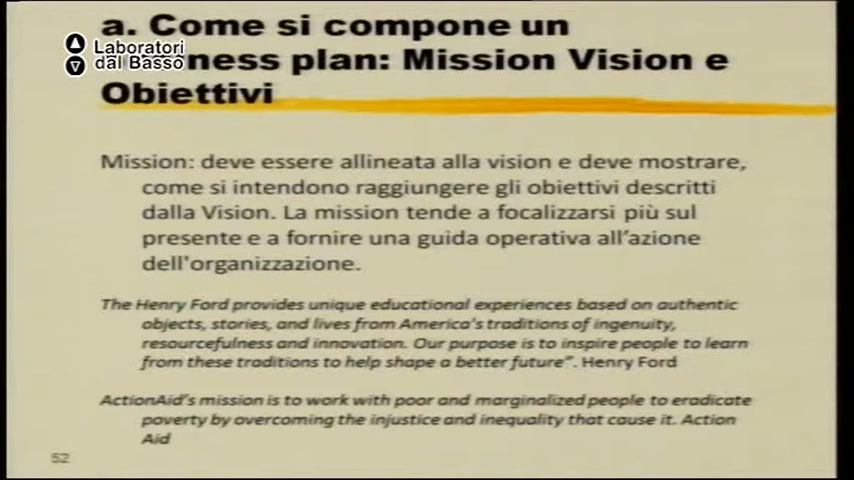 a. Come si compone un
Laboratori
dal Basso
ness plan: Mission Vision e
Obiettivi
Mission: deve essere allineata alla vision e deve mostrare,
come si intendono raggiungere gli obiettivi descritti
dalla Vision. La mission tende a focalizzarsi più sul
presente e a fornire una guida operativa all'azione
dell'organizzazione.
The Henry Ford provides unique educational experiences based on authentic
objects, stories, and lives from America's traditions of ingenuity,
resourcefulness and innovation. Our purpose is to inspire people to learn
from these traditions to help shape a better future". Henry Ford
ActionAid's mission is to work with poor and marginalized people to eradicate
poverty by overcoming the injustice and inequality that cause it. Action
Aid
52